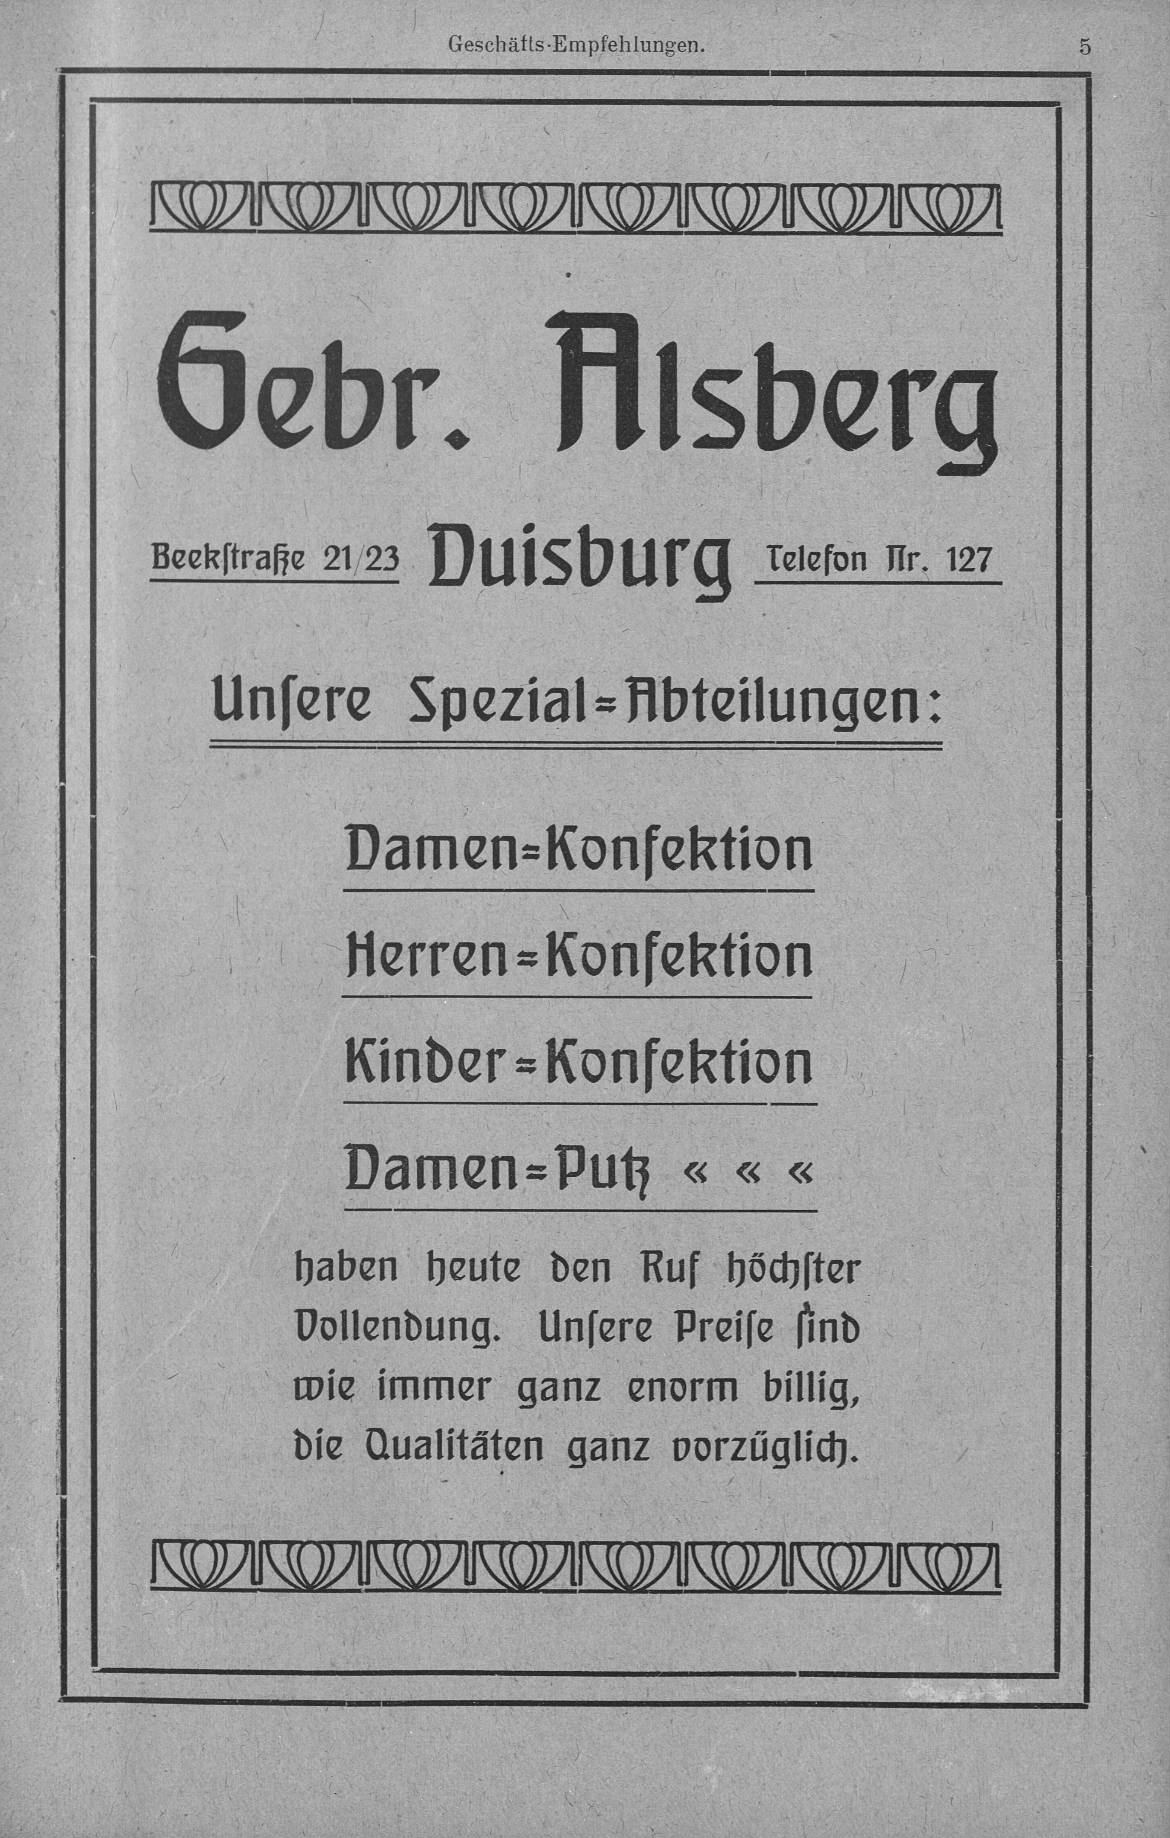 Geschäfts-Empfehlungen. 5
Gebr. Alsberg
Beekſtraße 21/23 Duisburg Telefon Nr. 127
Unſere Spezial=Abteilungen:
Damen=Konfektion
Herren=Konfektion
Kinder=Konfektion
Damen=Putz « « «
haben heute den Ruf höchſter
Vollendung. Unſere Preiſe ſind
wie immer ganz enorm billig,
die Qualitäten ganz vorzüglich.